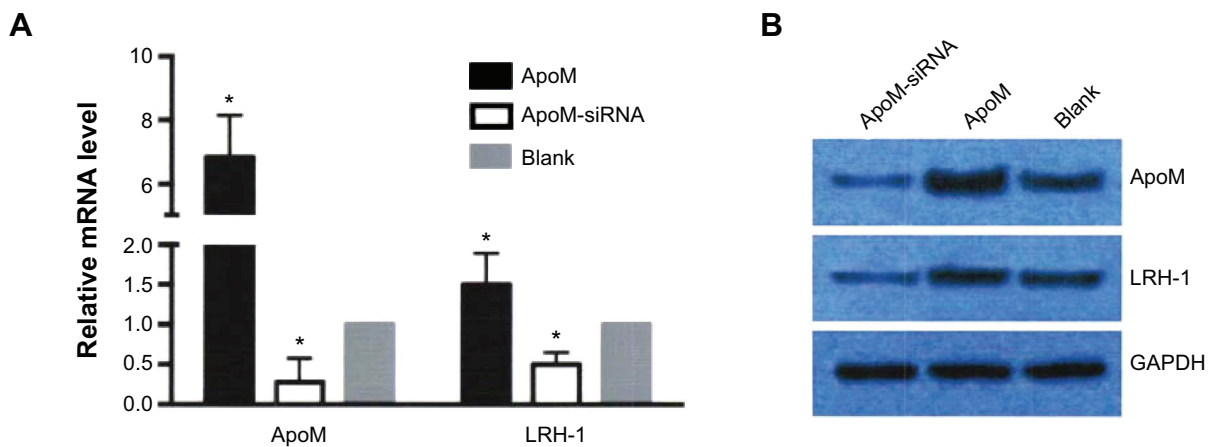 A
Relative mRNA level
10
8
6
2.0
1.5
1.0
0.5
0.0
*
*
*
*
ApoM
ApoM-siRNA
Blank
ApoM
LRH-1
B
ApoM-siRNA
ApoM
Blank
ApoM
LRH-1
GAPDH